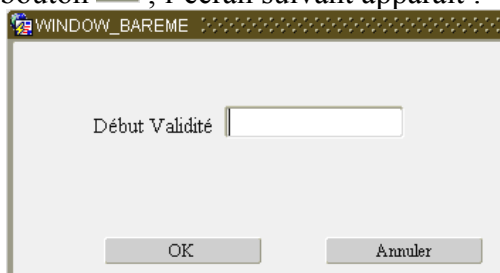 bouton , l'écran suivant apparaît :
WINDOW_BAREME
Début Validité
OK Annuler